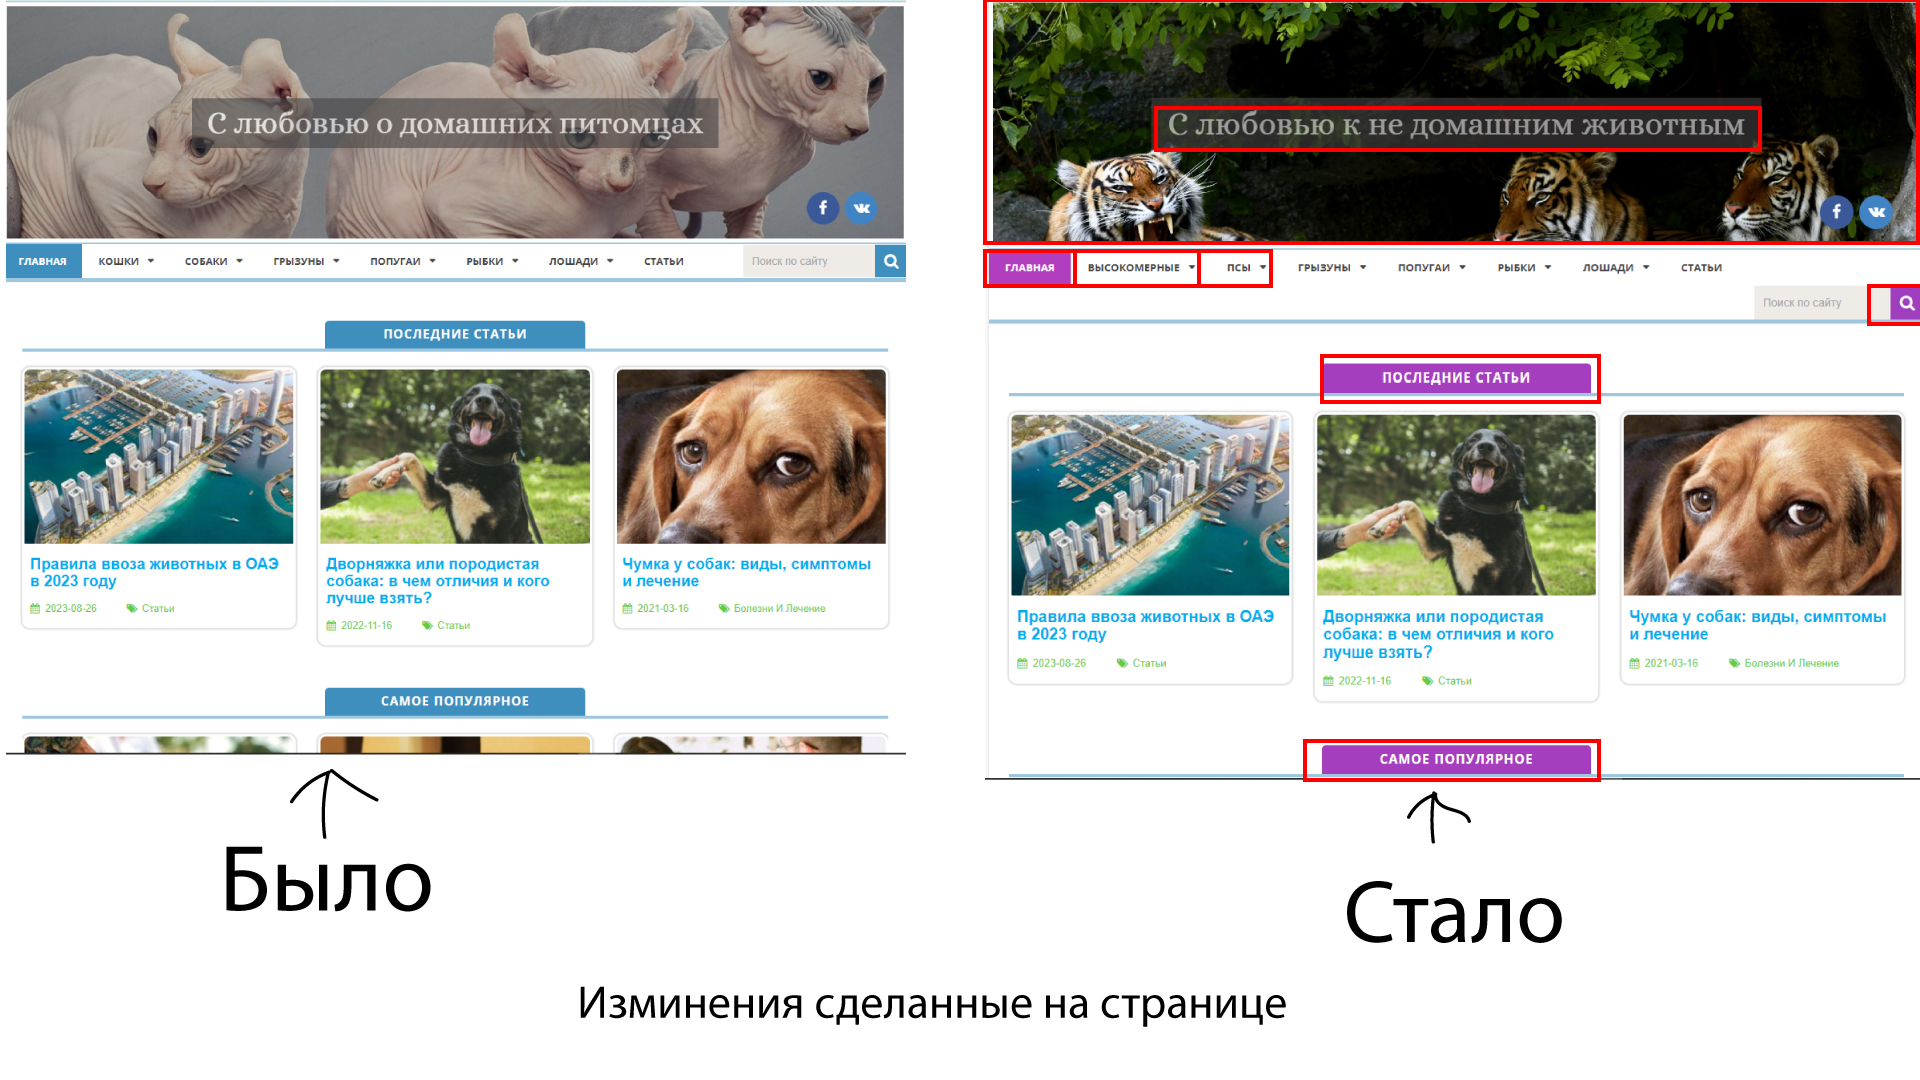 С любовью о домашних питомцах
ГЛАВНАЯ КОШКИ СОБАКИ ГРЫЗУНЫ ПОПУГАИ РЫБКИ ЛОШАДИ СТАТЬИ Поиск по сайту
ПОСЛЕДНИЕ СТАТЬИ
Правила ввоза животных в ОАЭ
в 2023 году
2023-08-26 Статьи
Дворняжка или породистая
собака: в чем отличия и кого
лучше взять?
2022-11-16 Статьи
Чумка у собак: виды, симптомы
и лечение
2021-03-16 Болезни И Лечение
САМОЕ ПОПУЛЯРНОЕ
Было
С любовью к не домашним животным
ГЛАВНАЯ ВЫСОКОМЕРНЫЕ ПСЫ ГРЫЗУНЫ ПОПУГАИ РЫБКИ ЛОШАДИ СТАТЬИ
Поиск по сайту
ПОСЛЕДНИЕ СТАТЬИ
Правила ввоза животных в ОАЭ
в 2023 году
2023-08-26 Статьи
Дворняжка или породистая
собака: в чем отличия и кого
лучше взять?
2022-11-16 Статьи
Чумка у собак: виды, симптомы
и лечение
2021-03-16 Болезни И Лечение
САМОЕ ПОПУЛЯРНОЕ
Стало
Изминения сделанные на странице